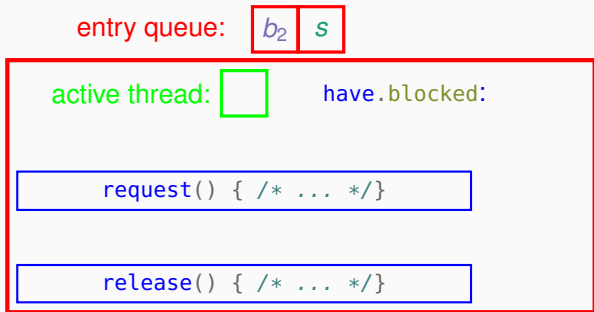 entry queue: b₂ s
active thread: have.blocked:
request() { /* ... */}
release() { /* ... */}